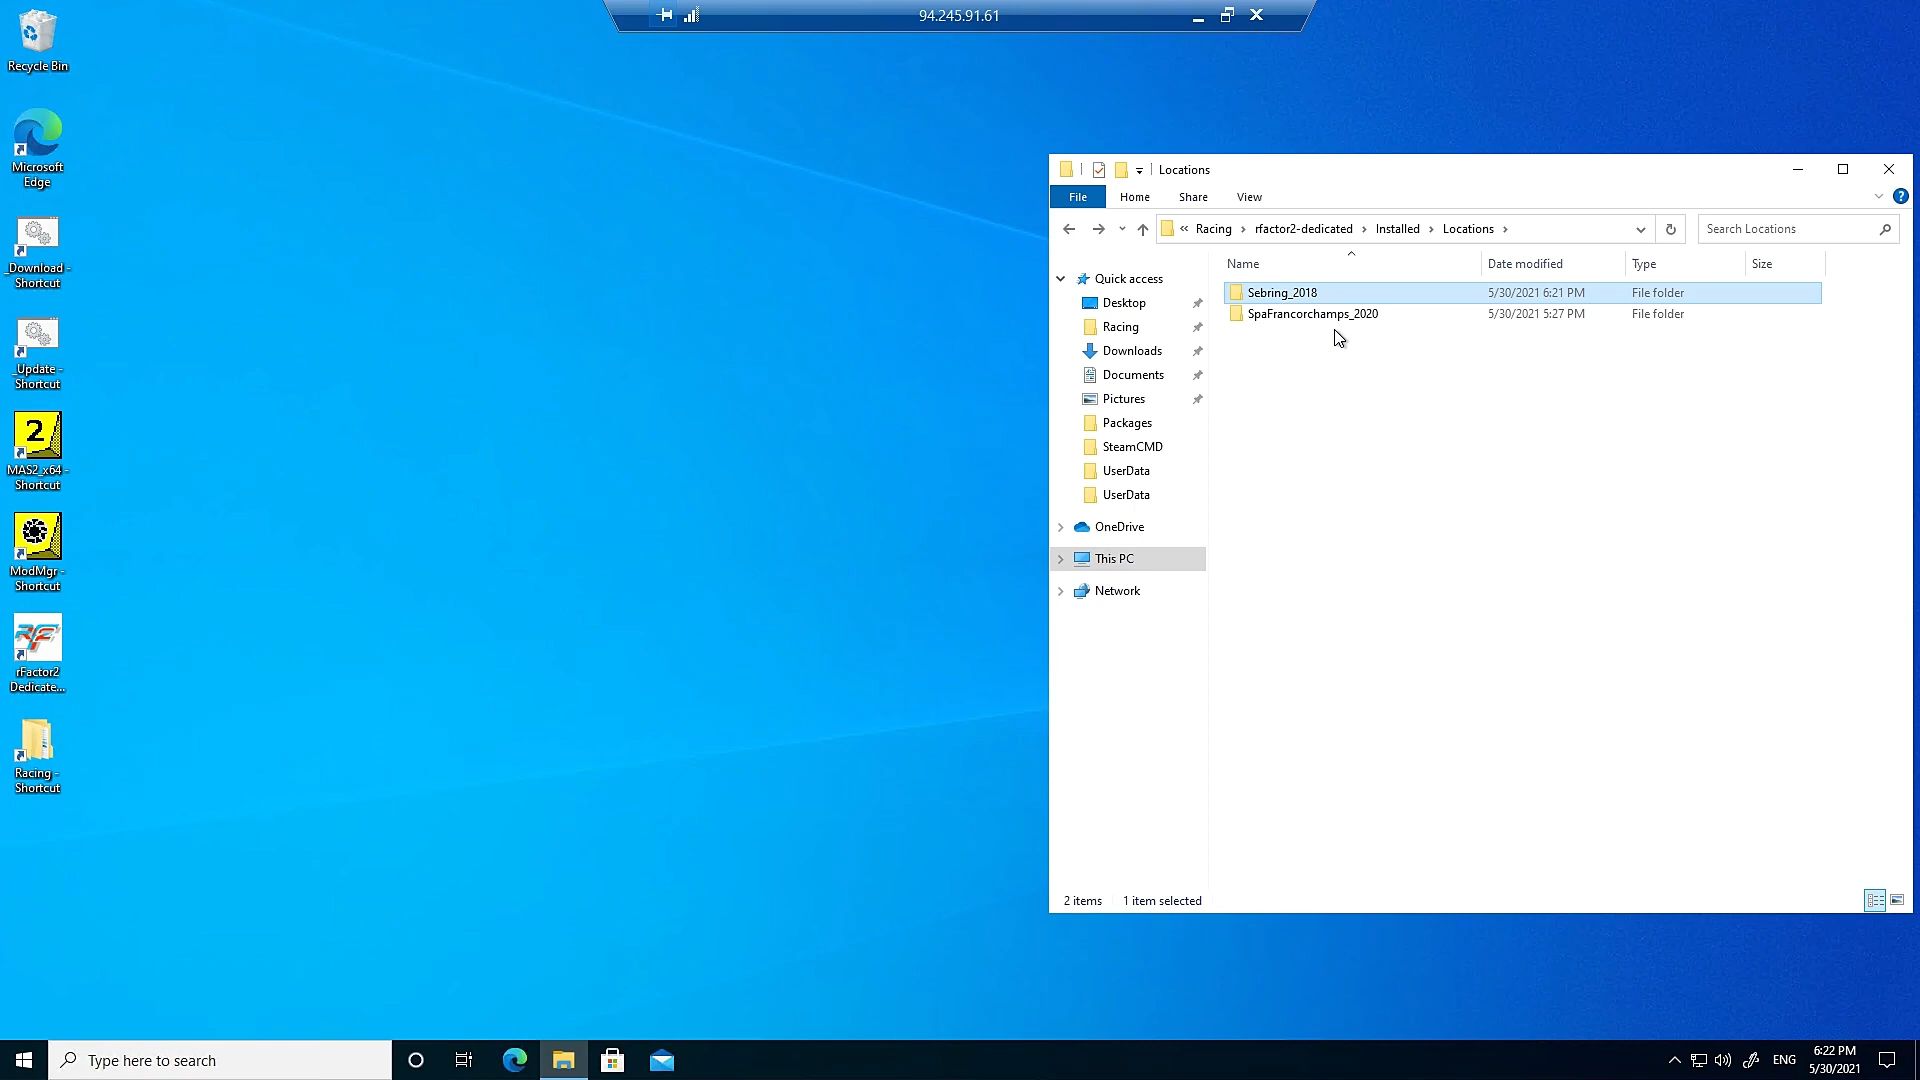 94.245.91.61
Recycle Bin
Microsoft
Edge
_Download -
Shortcut
_Update -
Shortcut
2
MAS2_x64 -
Shortcut
ModMgr -
Shortcut
RF2
rFactor2
Dedicate...
Racing -
Shortcut
Locations
File Home Share View
« Racing > rfactor2-dedicated > Installed > Locations >
Search Locations
Name Date modified Type Size
Sebring_2018 5/30/2021 6:21 PM File folder
SpaFrancorchamps_2020 5/30/2021 5:27 PM File folder
Quick access
Desktop
Racing
Downloads
Documents
Pictures
Packages
SteamCMD
UserData
UserData
OneDrive
This PC
Network
2 items 1 item selected
Type here to search
ENG
6:22 PM
5/30/2021